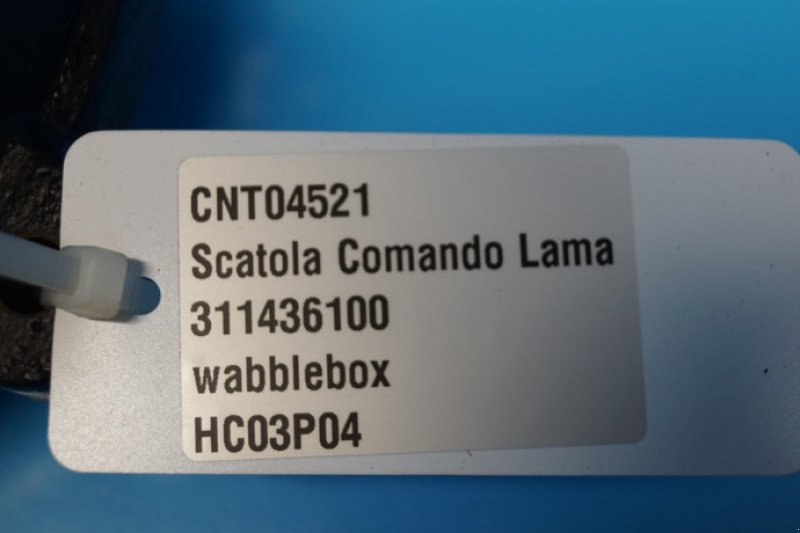 CNT04521
Scatola Comando Lama
311436100
wabblebox
HC03P04